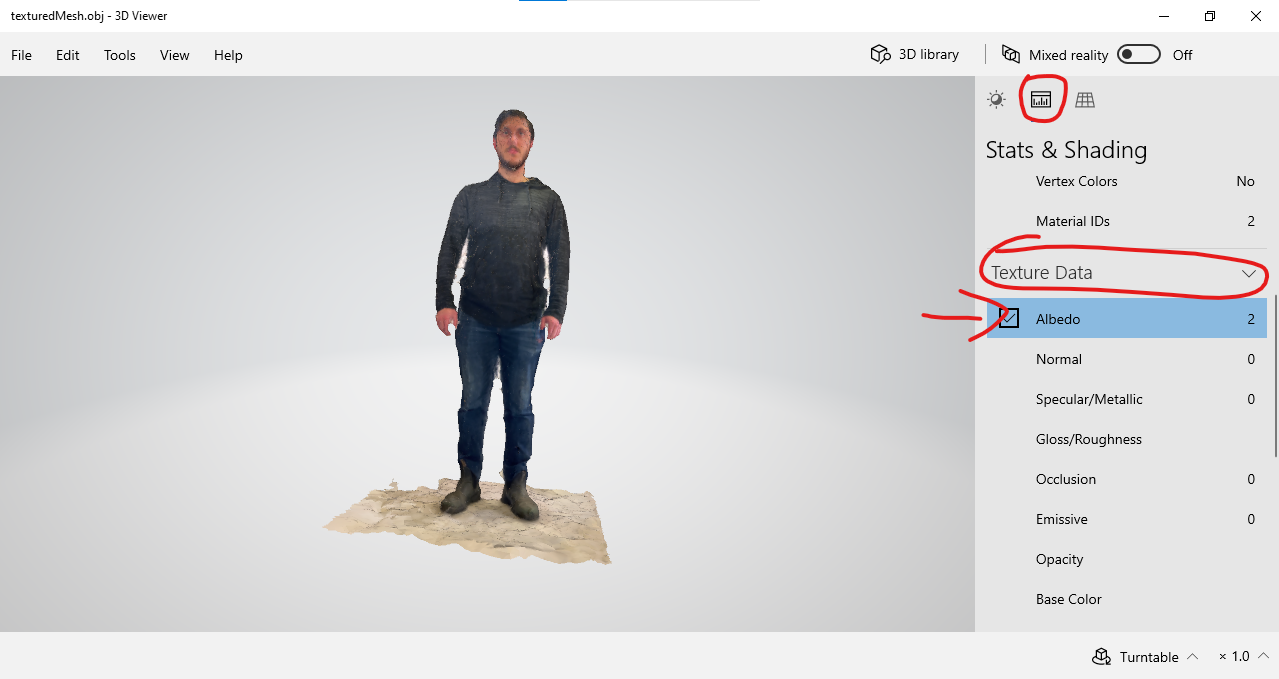 texturedMesh.obj - 3D Viewer
File Edit Tools View Help 3D library Mixed reality Off
Stats & Shading
Vertex Colors No
Material IDs 2
Texture Data
Albedo 2
Normal 0
Specular/Metallic 0
Gloss/Roughness
Occlusion 0
Emissive 0
Opacity
Base Color
Turntable × 1.0